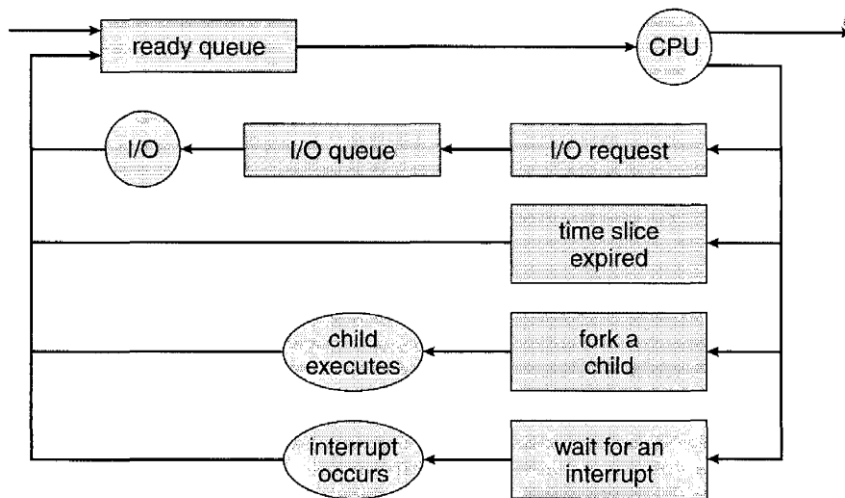 ready queue
CPU
I/O
I/O queue
I/O request
time slice
expired
child
executes
fork a
child
interrupt
occurs
wait for an
interrupt